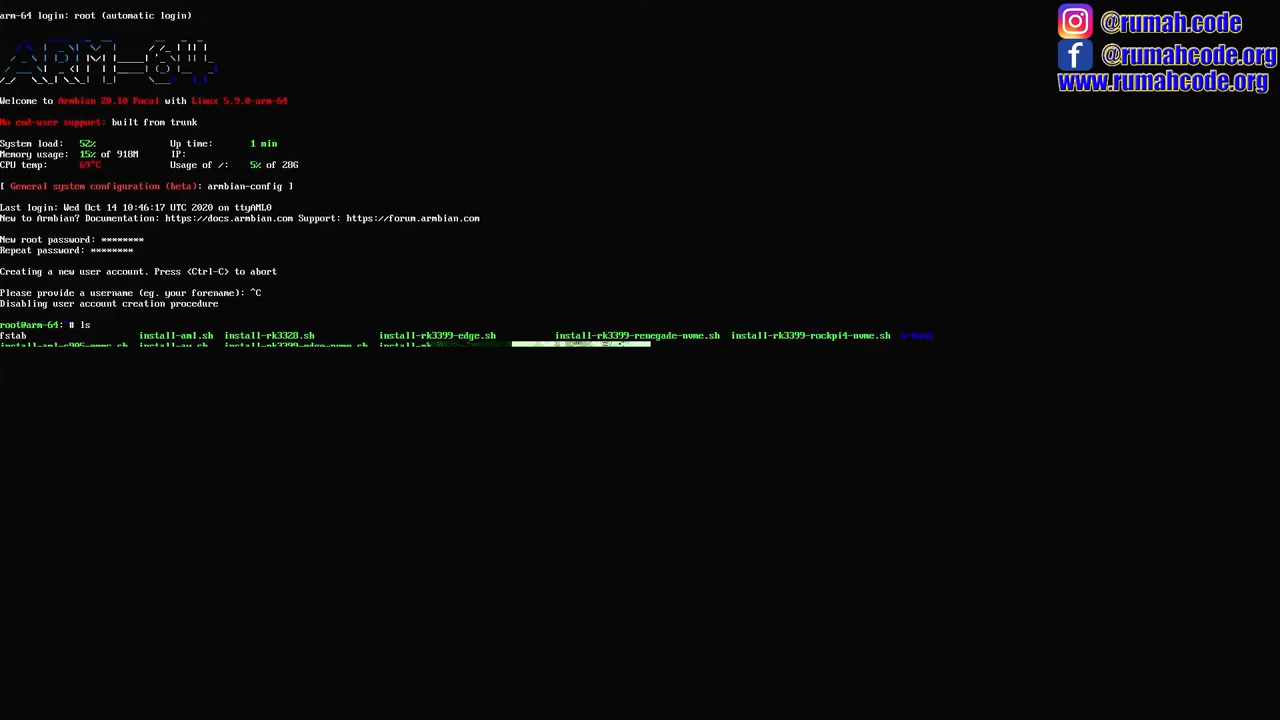 arm-64 login: root (automatic login)
@rumah.code
@rumahcode.org
www.rumahcode.org
ARM-64
Welcome to Armbian 20.10 Focal with Linux 5.9.0-arm-64
No end-user support: built from trunk
System load: 52% Up time: 1 min
Memory usage: 15% of 918M IP:
CPU temp: 69°C Usage of /: 5% of 28G
[ General system configuration (beta): armbian-config ]
Last login: Wed Oct 14 10:46:17 UTC 2020 on ttyAML0
New to Armbian? Documentation: https://docs.armbian.com Support: https://forum.armbian.com
New root password: ********
Repeat password: ********
Creating a new user account. Press <Ctrl-C> to abort
Please provide a username (eg. your forename): ^C
Disabling user account creation procedure
root@arm-64: # ls
fstab install-aml.sh install-rk3328.sh install-rk3399-edge.sh install-rk3399-renegade-nvme.sh install-rk3399-rockpi4-nvme.sh